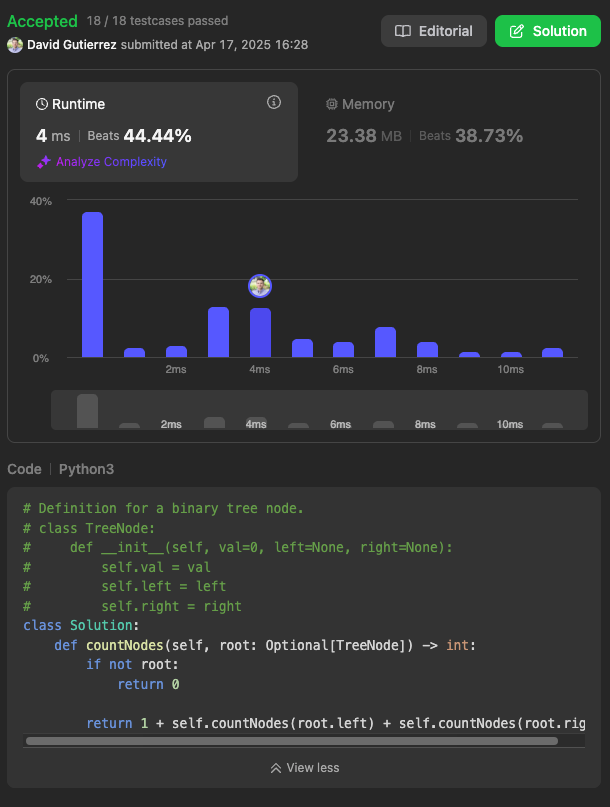 Accepted 18 / 18 testcases passed
David Gutierrez submitted at Apr 17, 2025 16:28
Editorial
Solution
Runtime
4 ms | Beats 44.44%
Analyze Complexity
Memory
23.38 MB | Beats 38.73%
40%
20%
0%
2ms 4ms 6ms 8ms 10ms
2ms 4ms 6ms 8ms 10ms
Code | Python3
# Definition for a binary tree node.
# class TreeNode:
#     def __init__(self, val=0, left=None, right=None):
#         self.val = val
#         self.left = left
#         self.right = right
class Solution:
    def countNodes(self, root: Optional[TreeNode]) -> int:
        if not root:
            return 0
        return 1 + self.countNodes(root.left) + self.countNodes(root.rig
View less